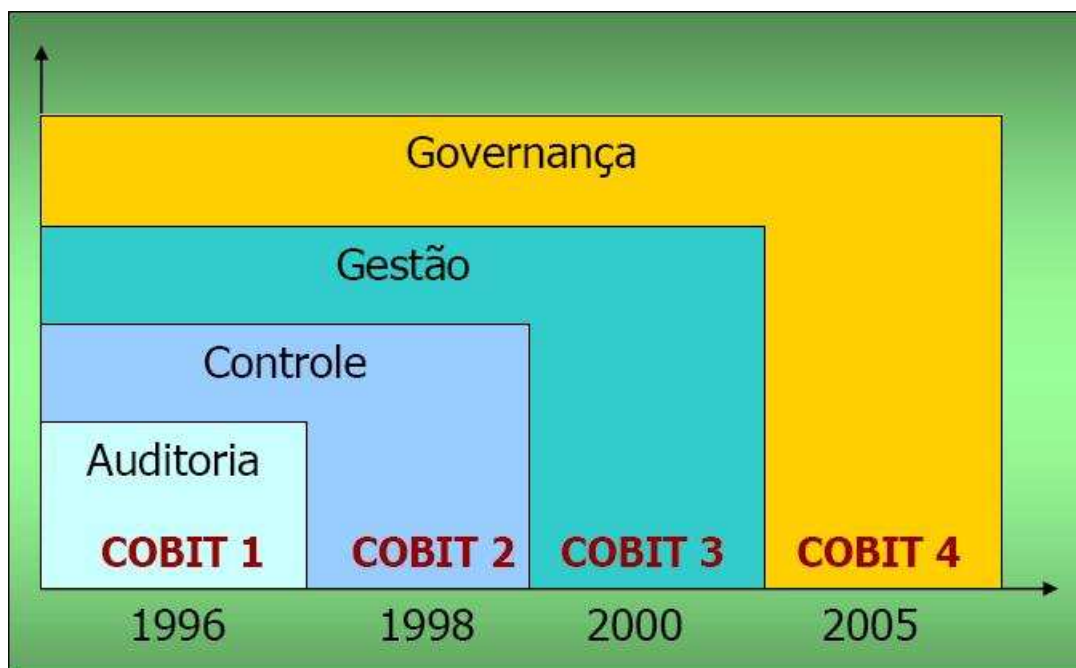 Governança
Gestão
Controle
Auditoria
COBIT 1 COBIT 2 COBIT 3 COBIT 4
1996 1998 2000 2005